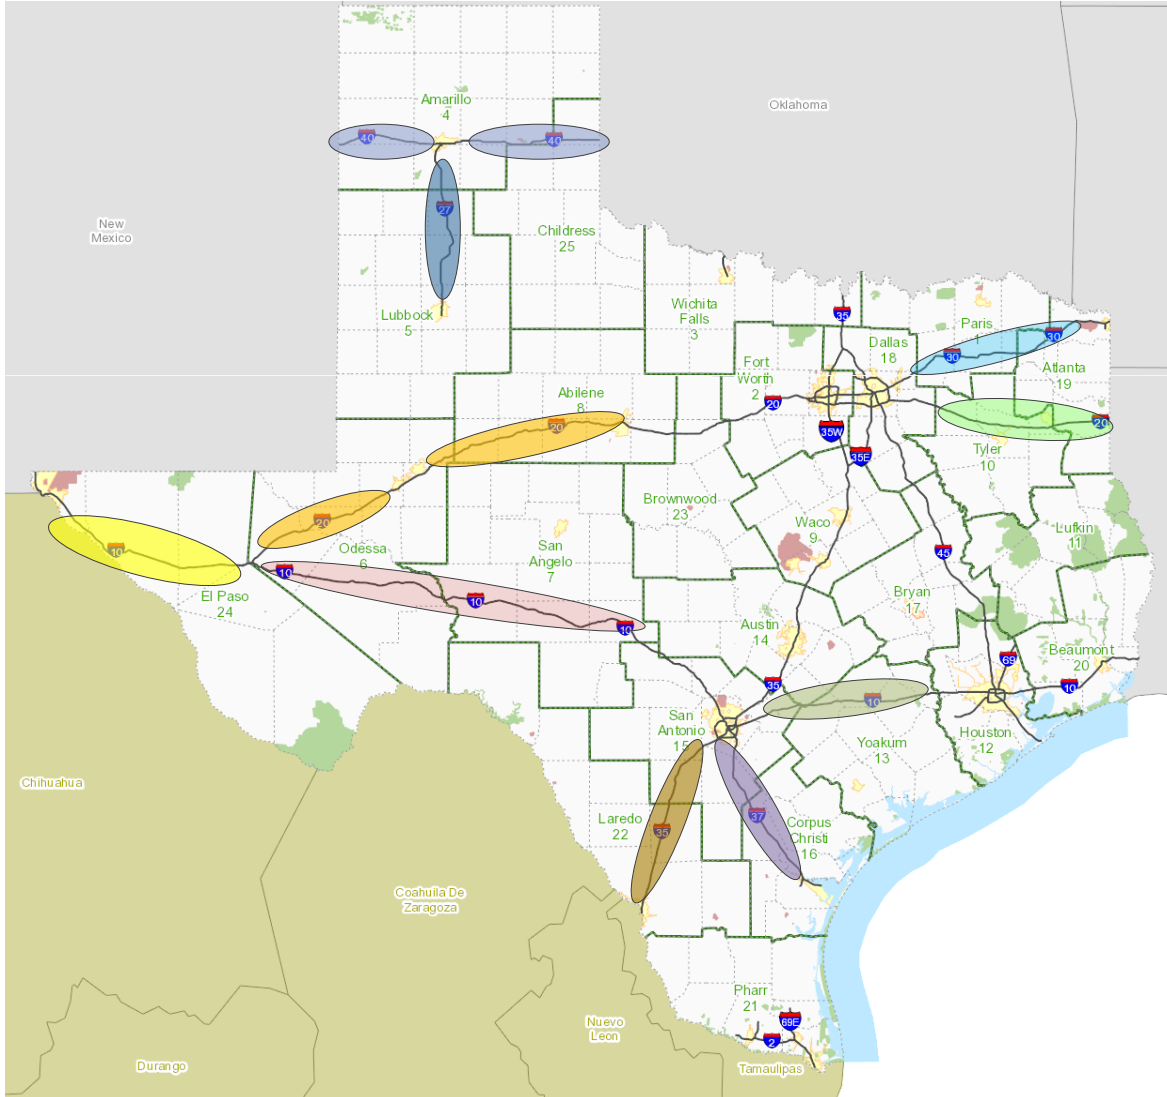 Amarillo
4
Oklahoma
40
40
27
New
Mexico
Childress
25
Lubbock
5
Wichita
Falls
3
35
Paris
1
30
30
Dallas
18
Fort
Worth
2
Atlanta
19
Abilene
8
20
20
20
35W
35E
Tyler
10
Brownwood
23
Waco
9
Lufkin
11
20
Odessa
6
San
Angelo
7
45
10
10
10
10
El Paso
24
Bryan
17
Austin
14
69
Beaumont
20
35
10
10
San
Antonio
15
Yoakum
13
Houston
12
Chihuahua
Laredo
22
35
37
Corpus
Christi
16
Coahuila De
Zaragoza
Pharr
21
69E
2
Nuevo
Leon
Durango
Tamaulipas